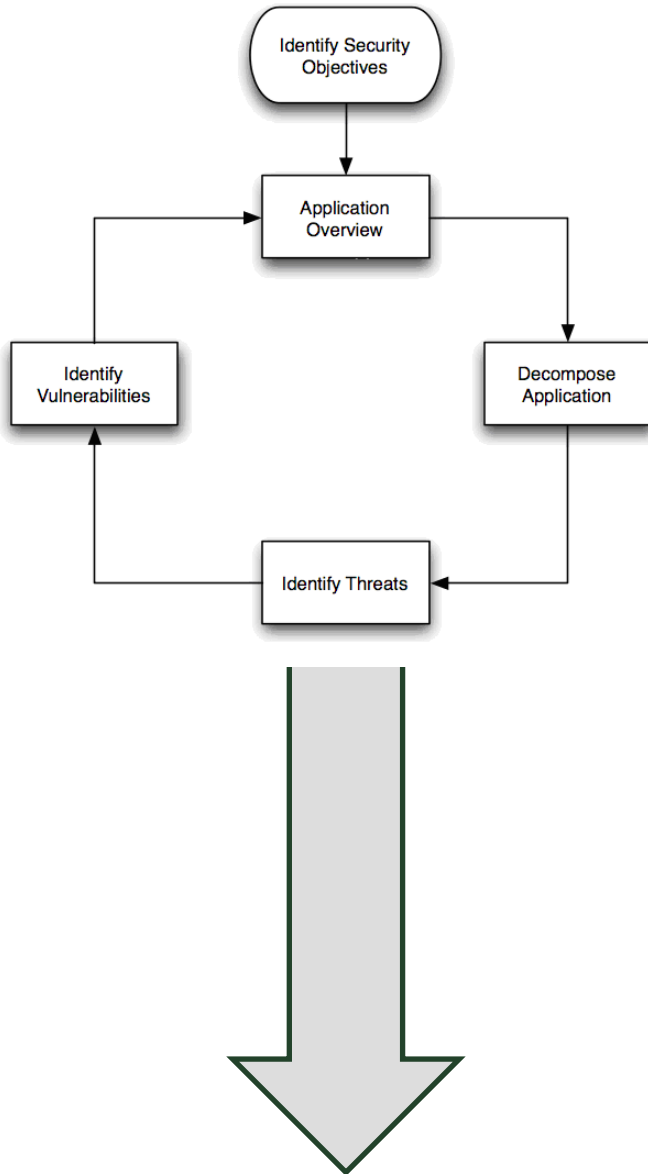 Identify Security
Objectives
Application
Overview
Identify
Vulnerabilities
Decompose
Application
Identify Threats